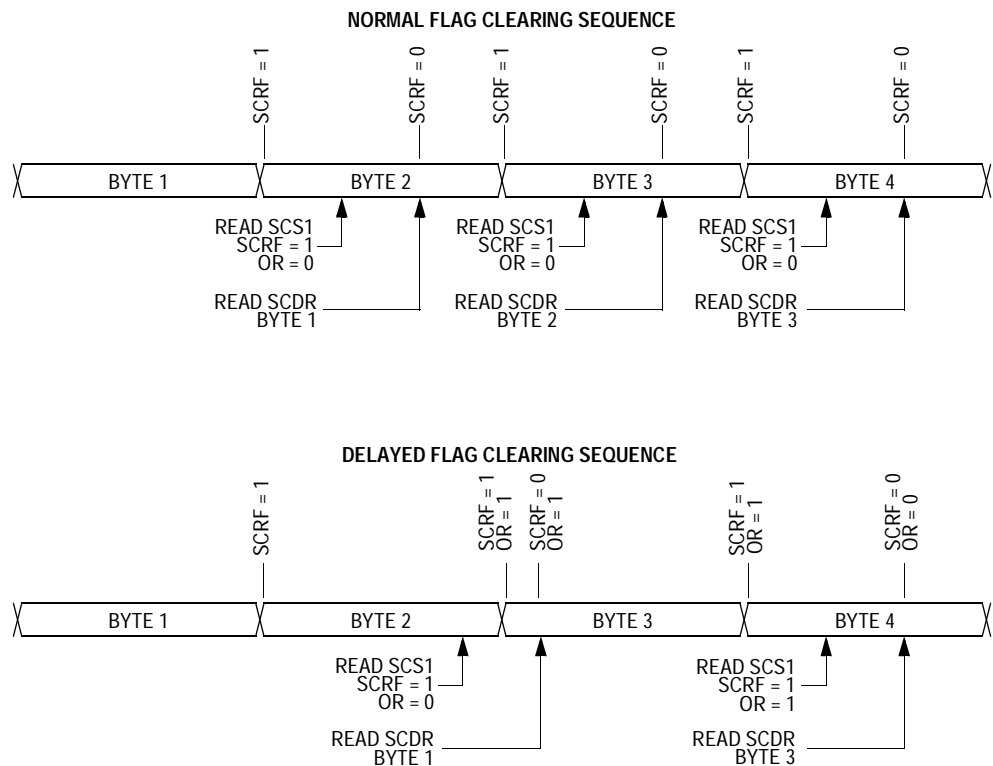 NORMAL FLAG CLEARING SEQUENCE
SCRF = 1
SCRF = 0
SCRF = 1
SCRF = 0
SCRF = 1
SCRF = 0
BYTE 1
BYTE 2
BYTE 3
BYTE 4
READ SCS1
SCRF = 1
OR = 0
READ SCS1
SCRF = 1
OR = 0
READ SCS1
SCRF = 1
OR = 0
READ SCDR
BYTE 1
READ SCDR
BYTE 2
READ SCDR
BYTE 3
DELAYED FLAG CLEARING SEQUENCE
SCRF = 1
SCRF = 1
OR = 1
SCRF = 0
OR = 1
SCRF = 1
OR = 1
SCRF = 0
OR = 0
BYTE 1
BYTE 2
BYTE 3
BYTE 4
READ SCS1
SCRF = 1
OR = 0
READ SCS1
SCRF = 1
OR = 1
READ SCDR
BYTE 1
READ SCDR
BYTE 3